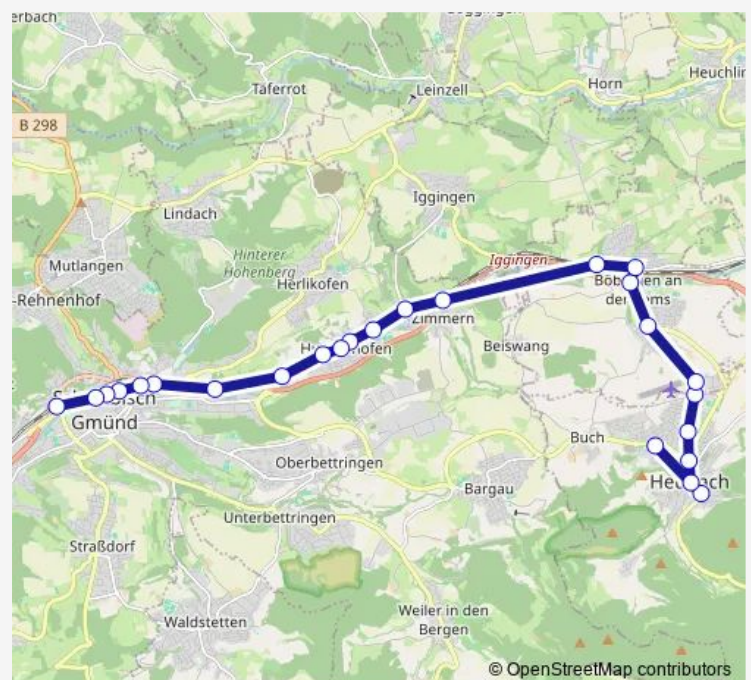 Taferrot
Leinzell
Horn
B 298
Lindach
Iggingen
Mutlangen
Hinterer
Hohenberg
Iggingen
Herlikofen
Zimmern
Beiswang
Gmünd
Buch
Oberbettringen
Bargau
Unterbettringen
Straßdorf
Weiler in den
Bergen
Waldstetten
© OpenStreetMap contributors